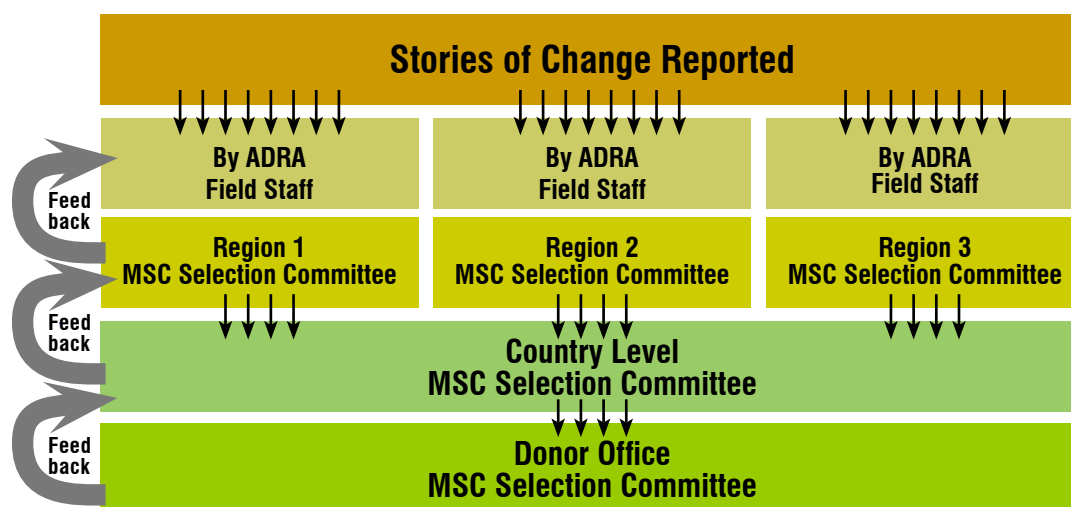 Stories of Change Reported
By ADRA
Field Staff
By ADRA
Field Staff
By ADRA
Field Staff
Feed
back
Region 1
MSC Selection Committee
Region 2
MSC Selection Committee
Region 3
MSC Selection Committee
Feed
back
Country Level
MSC Selection Committee
Feed
back
Donor Office
MSC Selection Committee